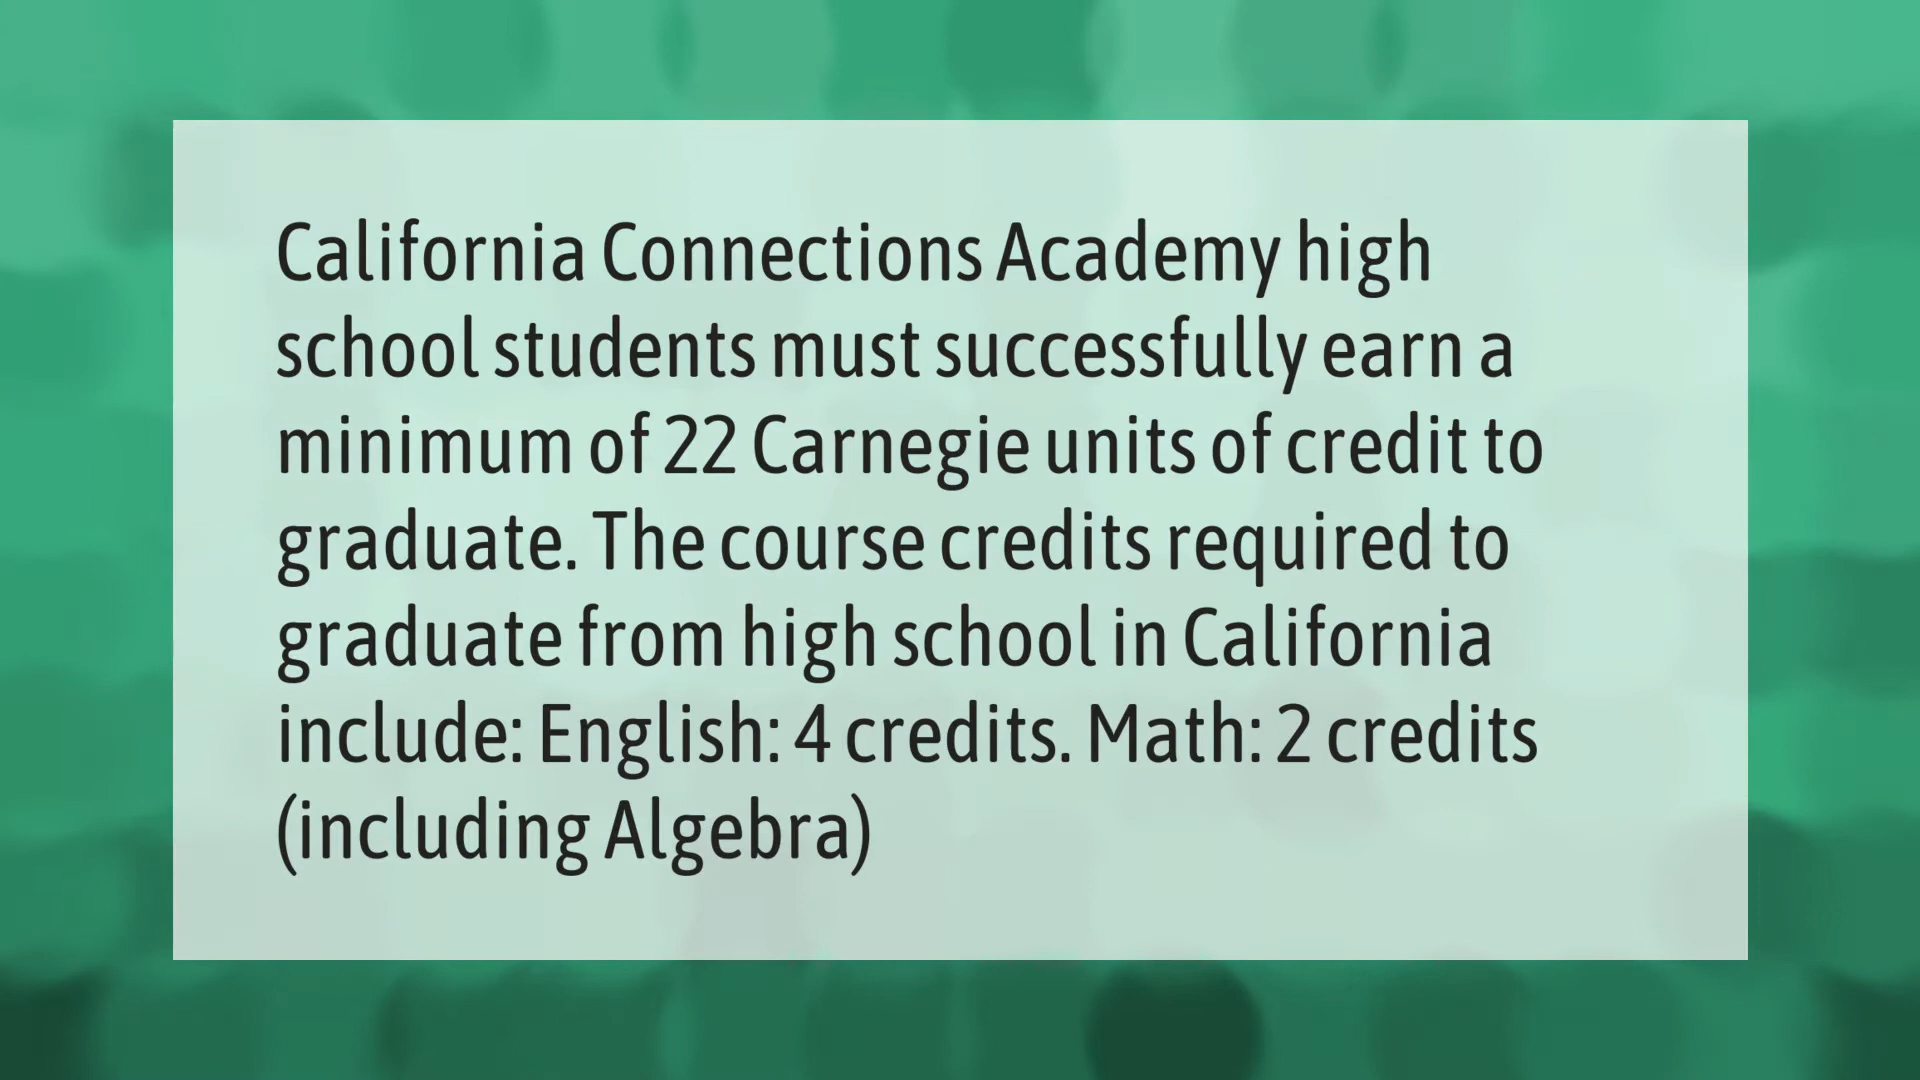 California Connections Academy high
school students must successfully earn a
minimum of 22 Carnegie units of credit to
graduate. The course credits required to
graduate from high school in California
include: English: 4 credits. Math: 2 credits
(including Algebra)